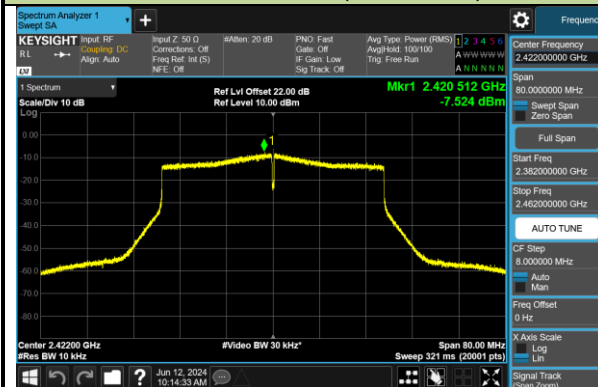 Spectrum Analyzer 1
Swept SA
+
Frequency
KEYSIGHT
RL
LXI
Input: RF
Coupling: DC
Align: Auto
Input Z: 50 Ω
Corrections: Off
Freq Ref: Int (S)
NFE: Off
#Atten: 20 dB
PNO: Fast
Gate: Off
IF Gain: Low
Sig Track: Off
Avg Type: Power (RMS)
Avg|Hold: 100/100
Trig: Free Run
1 2 3 4 5 6
A W W W W W
A N N N N N
1 Spectrum
Scale/Div 10 dB
Log
Ref Lvl Offset 22.00 dB
Ref Level 10.00 dBm
Mkr1 2.420 512 GHz
-7.524 dBm
1
0.00
-10.0
-20.0
-30.0
-40.0
-50.0
-60.0
-70.0
-80.0
Center 2.42200 GHz
#Res BW 10 kHz
#Video BW 30 kHz*
Span 80.00 MHz
Sweep 321 ms (20001 pts)
?
Jun 12, 2024
10:14:33 AM
Center Frequency
2.422000000 GHz
Span
80.0000000 MHz
Swept Span
Zero Span
Full Span
Start Freq
2.382000000 GHz
Stop Freq
2.462000000 GHz
AUTO TUNE
CF Step
8.000000 MHz
Auto
Man
Freq Offset
0 Hz
X Axis Scale
Log
Lin
Signal Track
(Span Zoom)